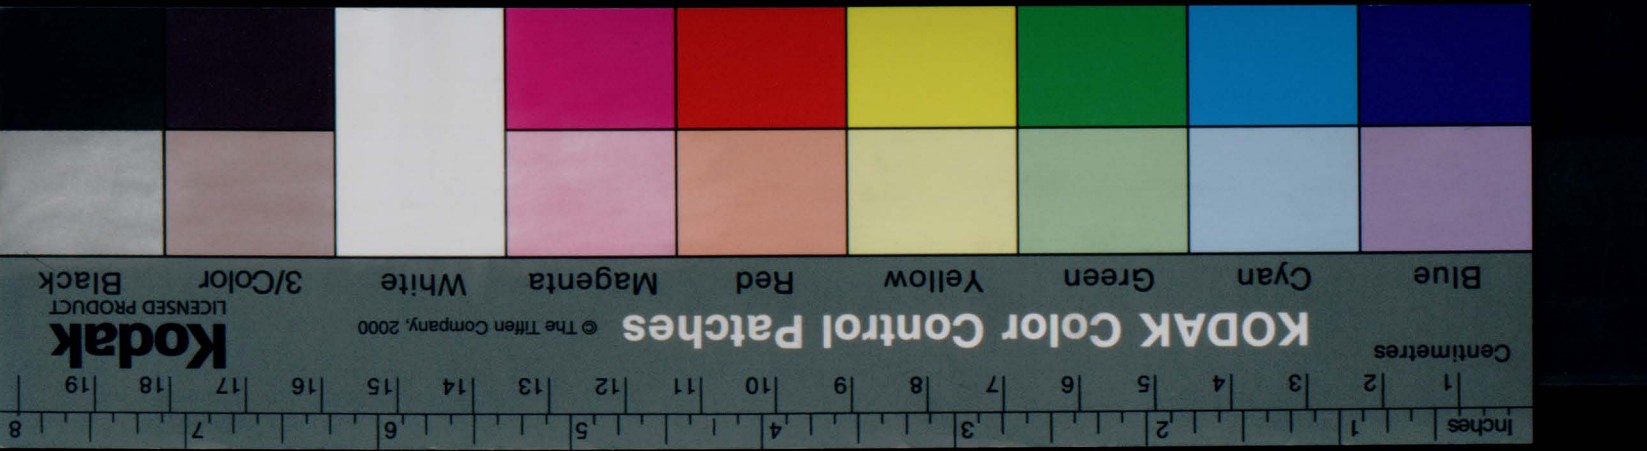 Inches 1 2 3 4 5 6 7 8
1 2 3 4 5 6 7 8 9 10 11 12 13 14 15 16 17 18 19
Centimetres
KODAK Color Control Patches
© The Tiffen Company, 2000
Kodak
LICENSED PRODUCT
Blue Cyan Green Yellow Red Magenta White 3/Color Black